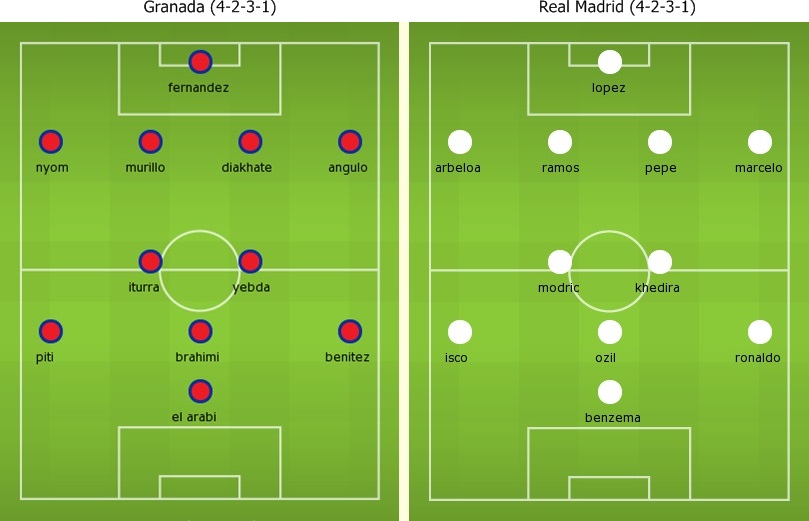 Granada (4-2-3-1)
fernandez
nyom murillo diakhate angulo
iturra yebda
piti brahimi benitez
el arabi
Real Madrid (4-2-3-1)
lopez
arbeloa ramos pepe marcelo
modric khedira
isco ozil ronaldo
benzema